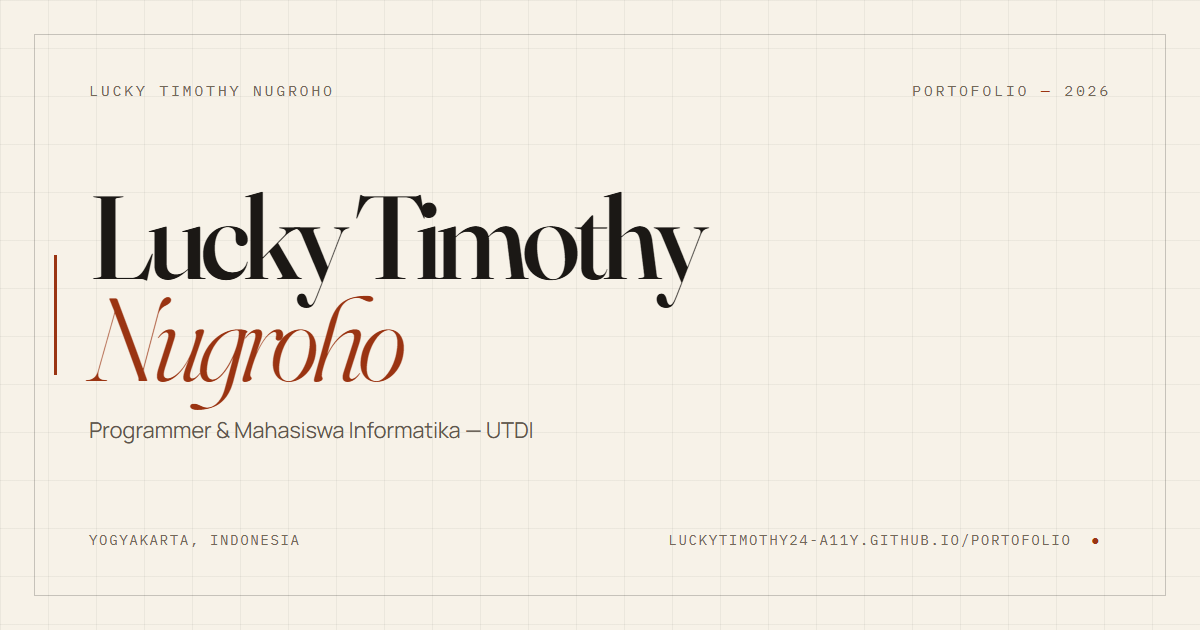 LUCKY TIMOTHY NUGROHO
PORTOFOLIO — 2026
Lucky Timothy
Nugroho
Programmer & Mahasiswa Informatika — UTDI
YOGYAKARTA, INDONESIA
LUCKYTIMOTHY24-A11Y.GITHUB.IO/PORTOFOLIO